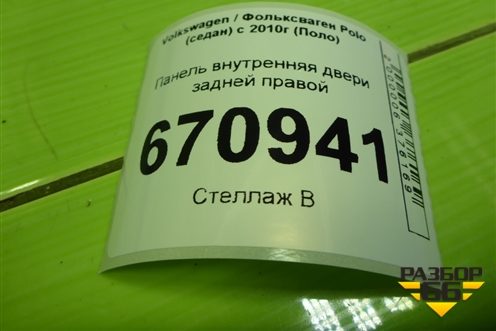 Volkswagen / Фольксваген Polo
(седан) с 2010г (Поло)
Панель внутренняя двери
задней правой
670941
Стеллаж В
РАЗБОР
66